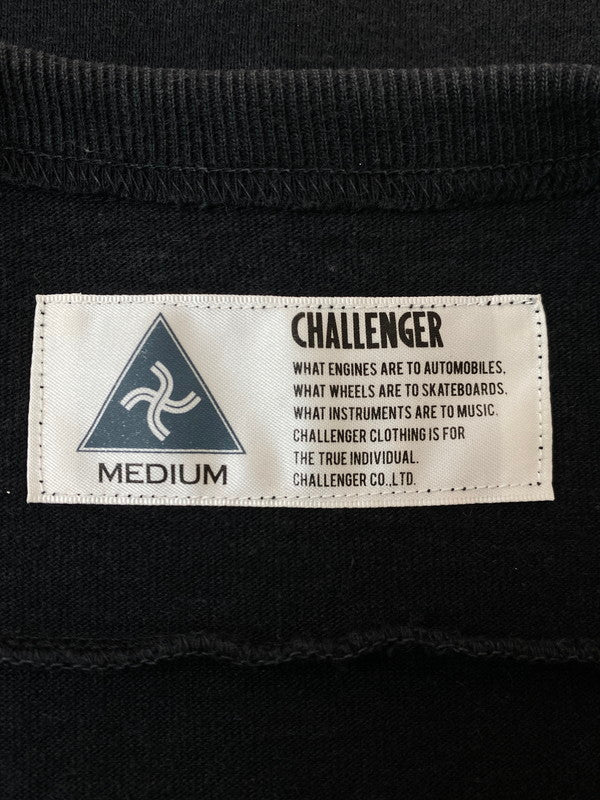 CHALLENGER
WHAT ENGINES ARE TO AUTOMOBILES.
WHAT WHEELS ARE TO SKATEBOARDS.
WHAT INSTRUMENTS ARE TO MUSIC.
CHALLENGER CLOTHING IS FOR
THE TRUE INDIVIDUAL.
CHALLENGER CO.,LTD.
MEDIUM